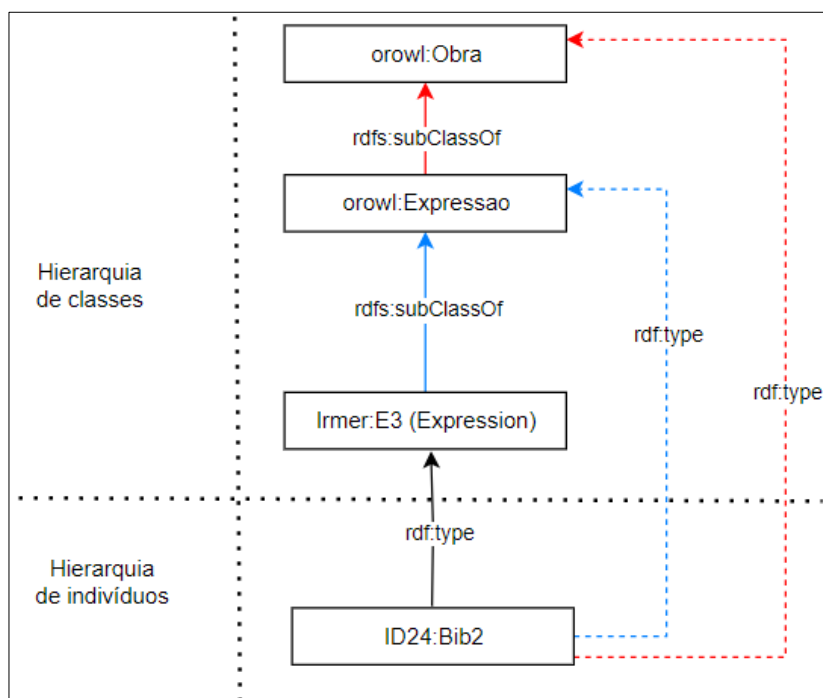 orowl:Obra
rdfs:subClassOf
orowl:Expressao
Hierarquia
de classes
rdfs:subClassOf
rdf:type
rdf:type
lrmer:E3 (Expression)
rdf:type
Hierarquia
de indivíduos
ID24:Bib2